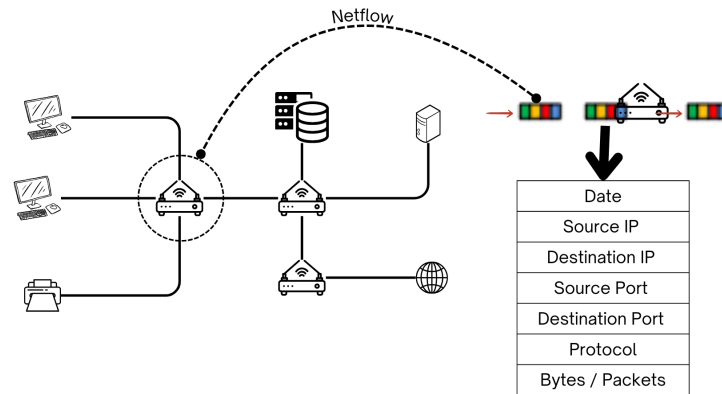 Netflow
Date
Source IP
Destination IP
Source Port
Destination Port
Protocol
Bytes / Packets